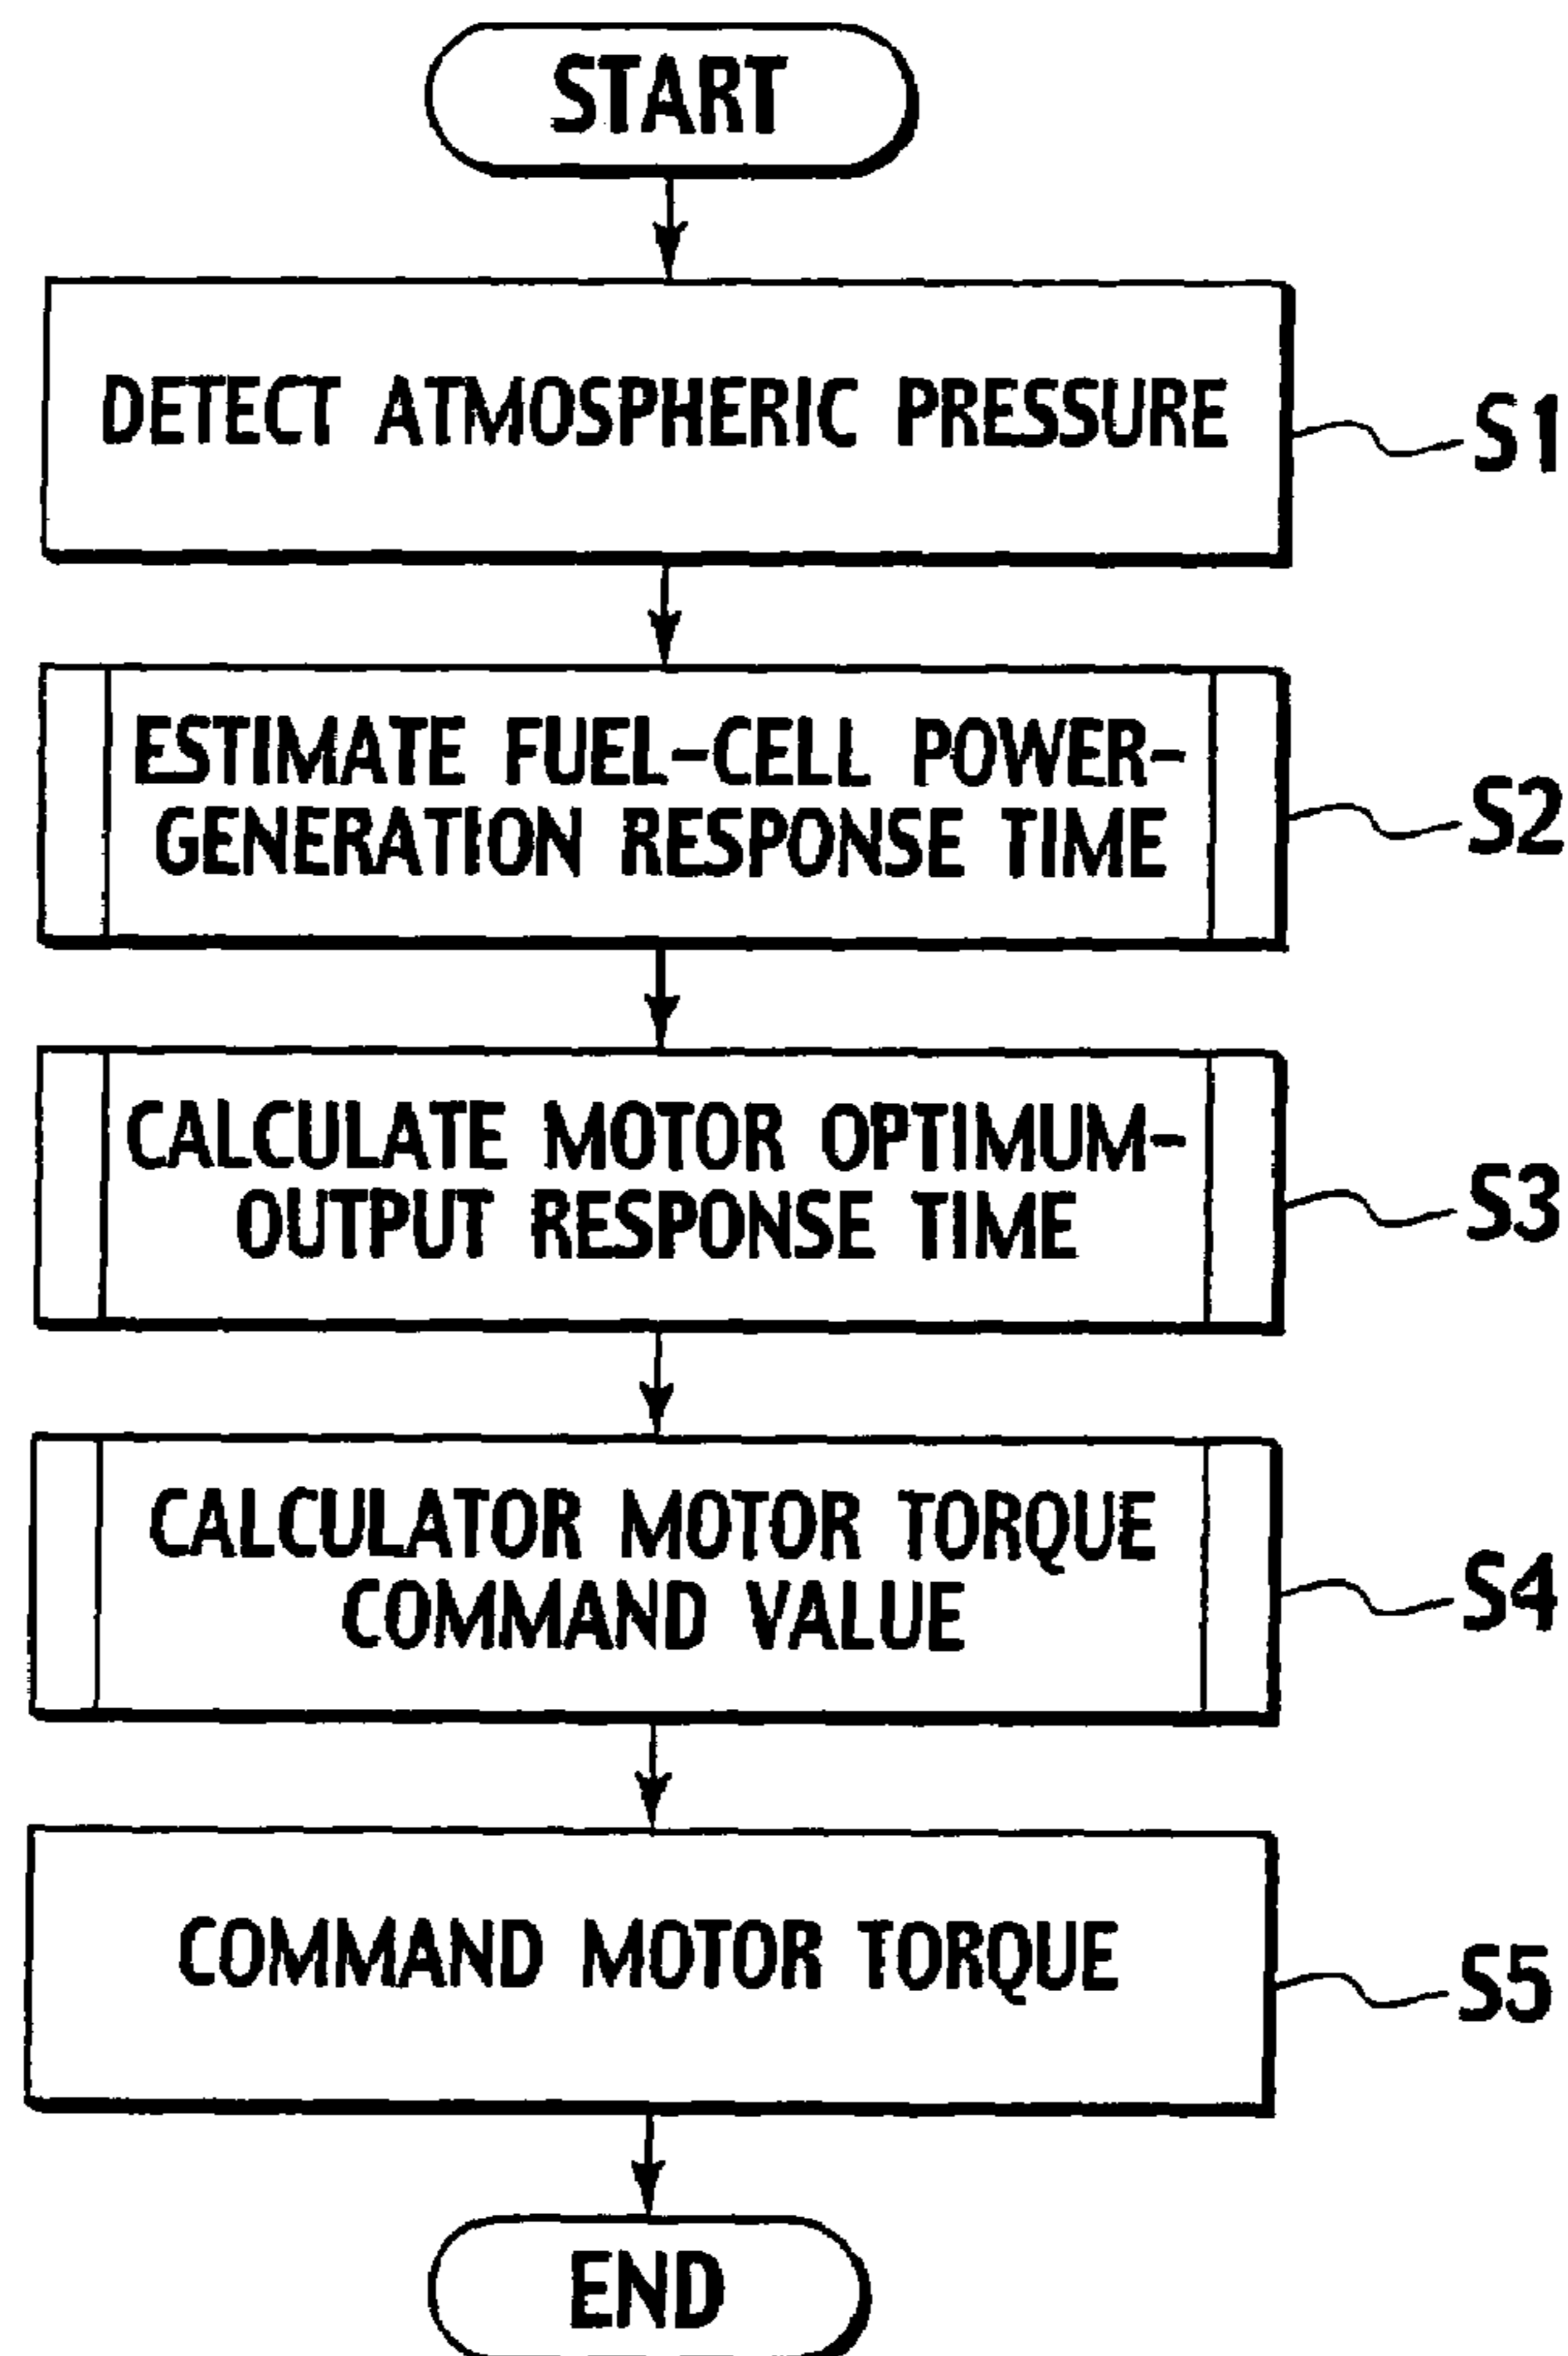 START
DETECT ATMOSPHERIC PRESSURE
S1
ESTIMATE FUEL-CELL POWER-
GENERATION RESPONSE TIME
S2
CALCULATE MOTOR OPTIMUM-
OUTPUT RESPONSE TIME
S3
CALCULATOR MOTOR TORQUE
COMMAND VALUE
S4
COMMAND MOTOR TORQUE
S5
END